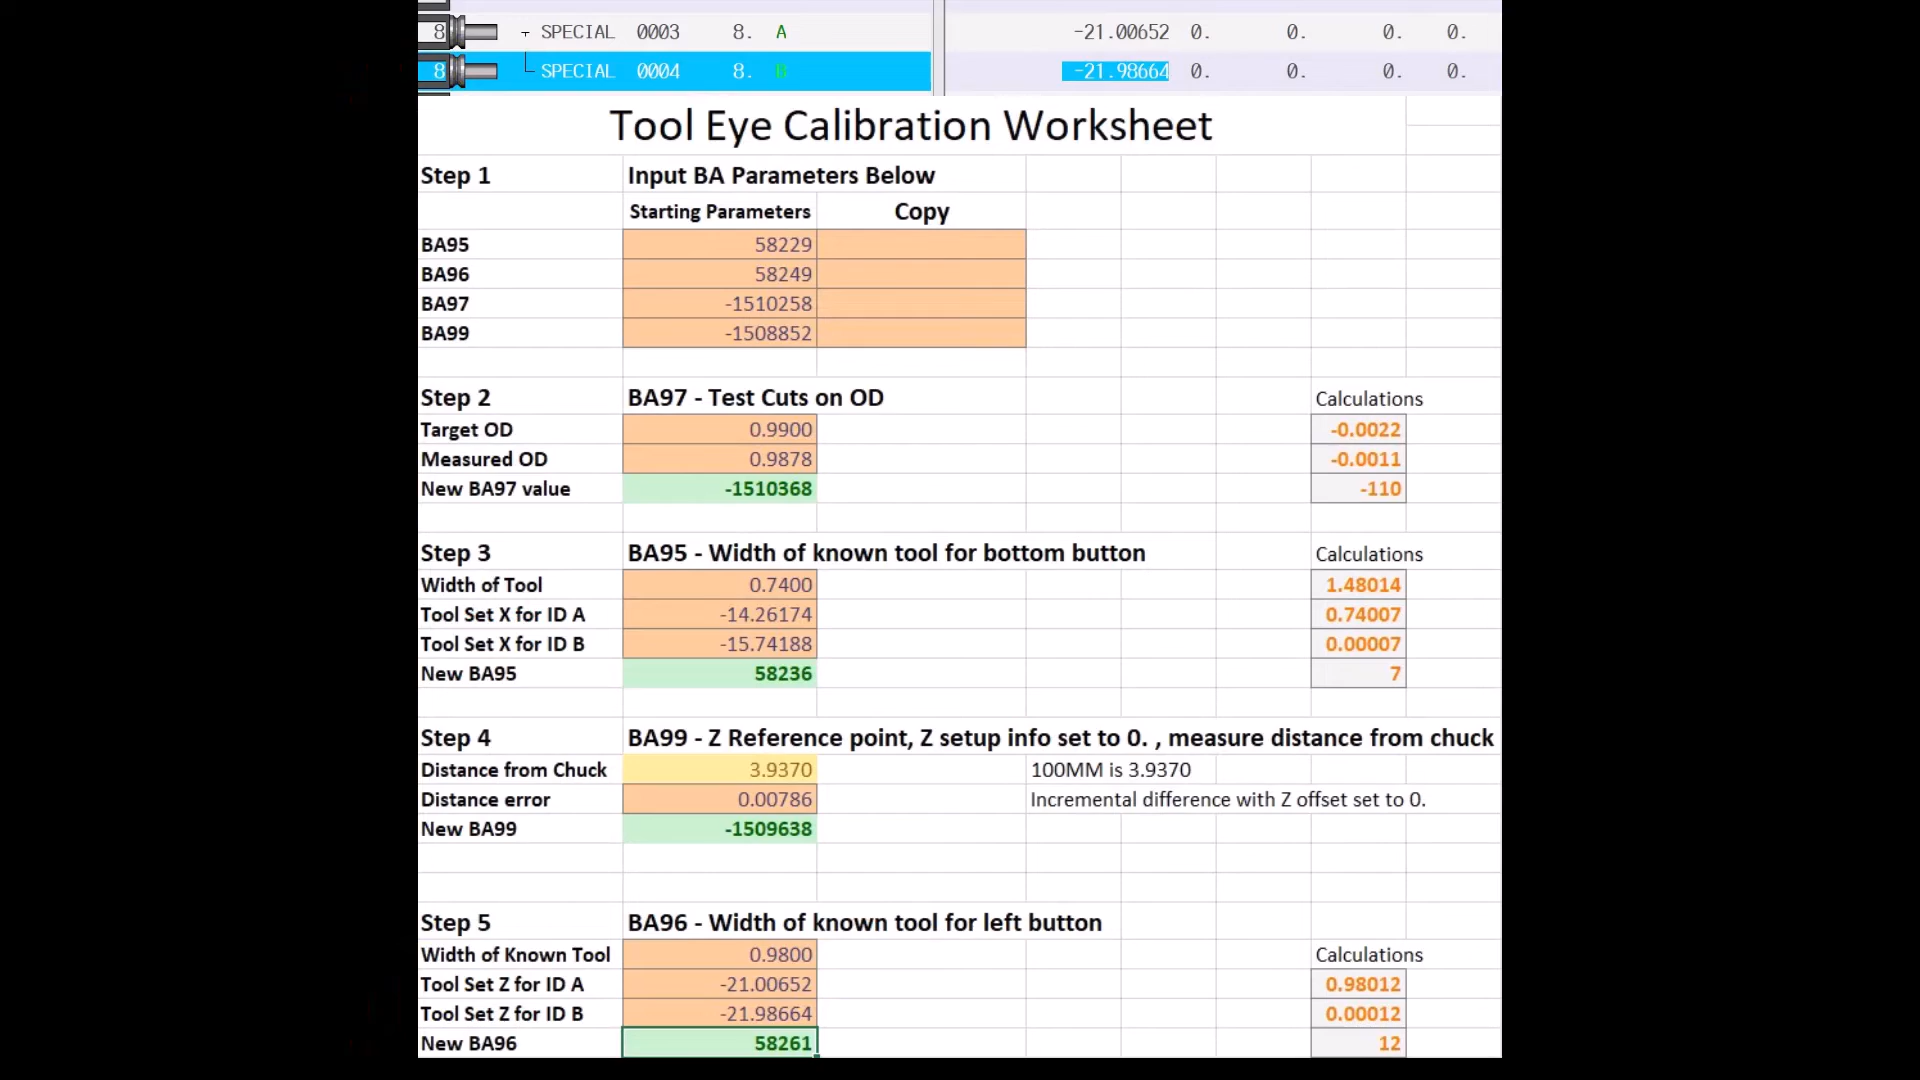 8 SPECIAL 0003 8. A -21.00652 0. 0. 0. 0.
8 SPECIAL 0004 8. B -21.98664 0. 0. 0. 0.
Tool Eye Calibration Worksheet
Step 1 Input BA Parameters Below
Starting Parameters Copy
BA95 58229
BA96 58249
BA97 -1510258
BA99 -1508852
Step 2 BA97 - Test Cuts on OD Calculations
Target OD 0.9900 -0.0022
Measured OD 0.9878 -0.0011
New BA97 value -1510368 -110
Step 3 BA95 - Width of known tool for bottom button Calculations
Width of Tool 0.7400 1.48014
Tool Set X for ID A -14.26174 0.74007
Tool Set X for ID B -15.74188 0.00007
New BA95 58236 7
Step 4 BA99 - Z Reference point, Z setup info set to 0. , measure distance from chuck
Distance from Chuck 3.9370 100MM is 3.9370
Distance error 0.00786 Incremental difference with Z offset set to 0.
New BA99 -1509638
Step 5 BA96 - Width of known tool for left button
Width of Known Tool 0.9800 Calculations
Tool Set Z for ID A -21.00652 0.98012
Tool Set Z for ID B -21.98664 0.00012
New BA96 58261 12